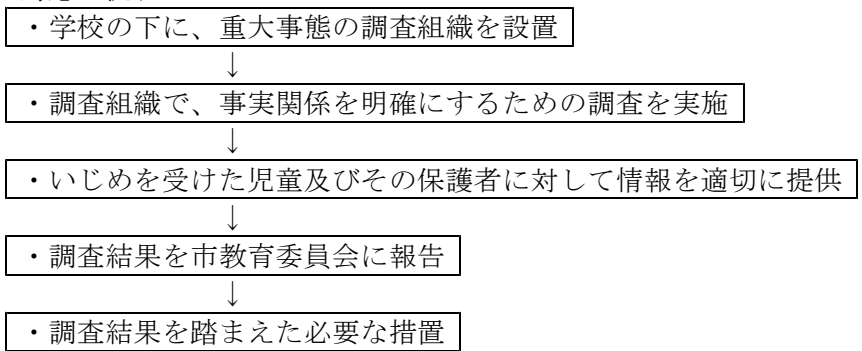 ・学校の下に、重大事態の調査組織を設置
↓
・調査組織で、事実関係を明確にするための調査を実施
↓
・いじめを受けた児童及びその保護者に対して情報を適切に提供
↓
・調査結果を市教育委員会に報告
↓
・調査結果を踏まえた必要な措置